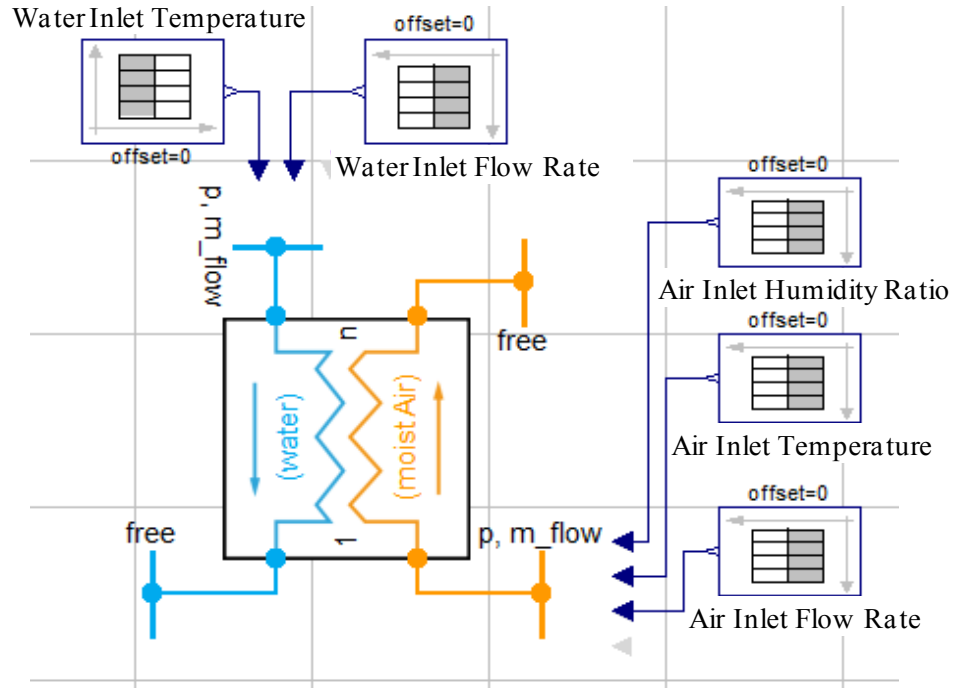 Water Inlet Temperature
offset=0
offset=0
Water Inlet Flow Rate
offset=0
p, m_flow
Air Inlet Humidity Ratio
offset=0
free
n
(water)
(moist Air)
1
Air Inlet Temperature
offset=0
free
p, m_flow
Air Inlet Flow Rate